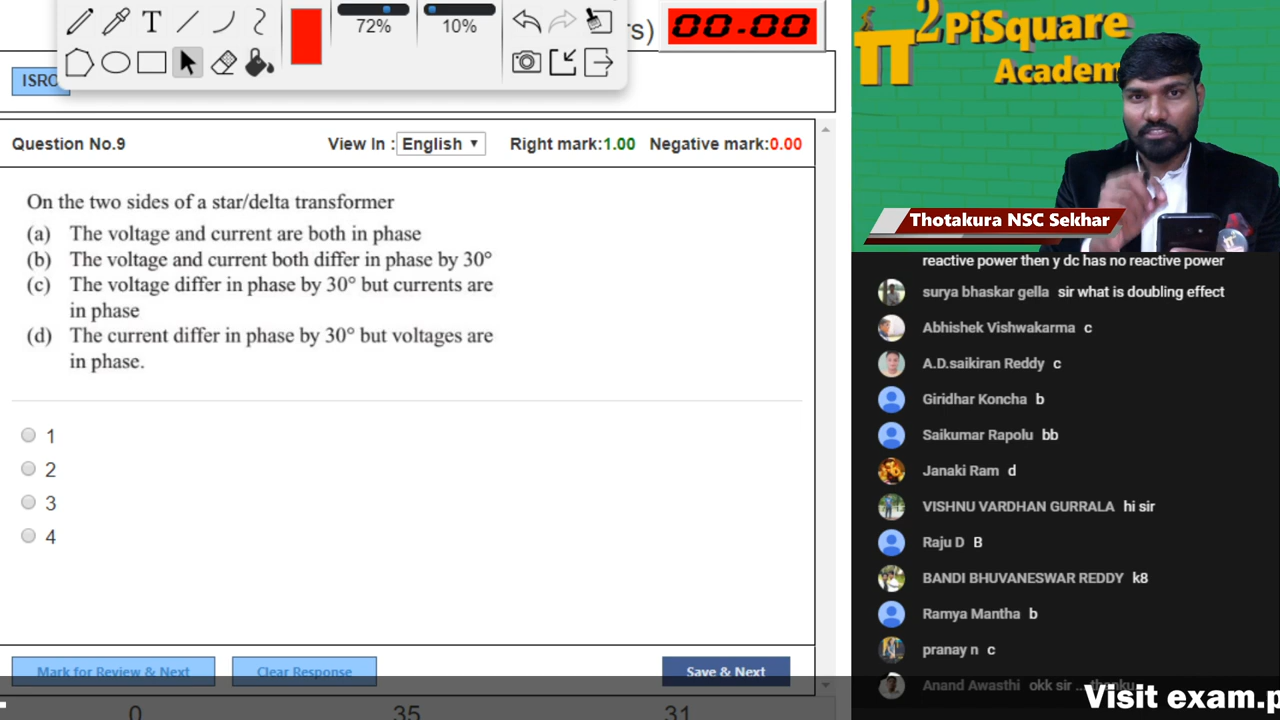 T
72%
10%
rs)
00.00
ISRO
Question No.9
View In :
English
Right mark:1.00
Negative mark:0.00
On the two sides of a star/delta transformer
(a) The voltage and current are both in phase
(b) The voltage and current both differ in phase by 30°
(c) The voltage differ in phase by 30° but currents are
in phase
(d) The current differ in phase by 30° but voltages are
in phase.
1
2
3
4
Mark for Review & Next
Clear Response
Save & Next
0
35
31
π
2PiSquare
Academ
Thotakura NSC Sekhar
reactive power then y dc has no reactive power
surya bhaskar gella sir what is doubling effect
Abhishek Vishwakarma c
A.D.saikiran Reddy c
Giridhar Koncha b
Saikumar Rapolu bb
Janaki Ram d
VISHNU VARDHAN GURRALA hi sir
Raju D B
BANDI BHUVANESWAR REDDY k8
Ramya Mantha b
pranay n c
Anand Awasthi okk sir ... thanku
Visit exam.p